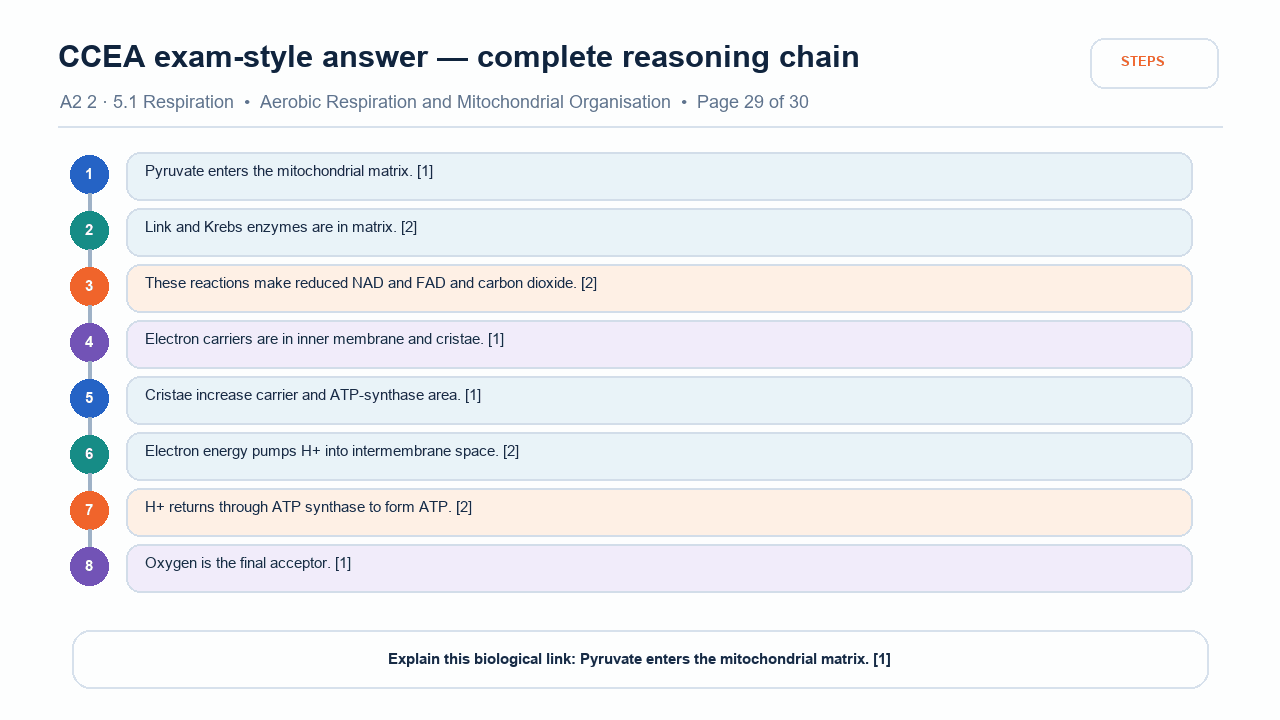 CCEA exam-style answer — complete reasoning chain
STEPS
A2 2 · 5.1 Respiration • Aerobic Respiration and Mitochondrial Organisation • Page 29 of 30
1 Pyruvate enters the mitochondrial matrix. [1]
2 Link and Krebs enzymes are in matrix. [2]
3 These reactions make reduced NAD and FAD and carbon dioxide. [2]
4 Electron carriers are in inner membrane and cristae. [1]
5 Cristae increase carrier and ATP-synthase area. [1]
6 Electron energy pumps H+ into intermembrane space. [2]
7 H+ returns through ATP synthase to form ATP. [2]
8 Oxygen is the final acceptor. [1]
Explain this biological link: Pyruvate enters the mitochondrial matrix. [1]